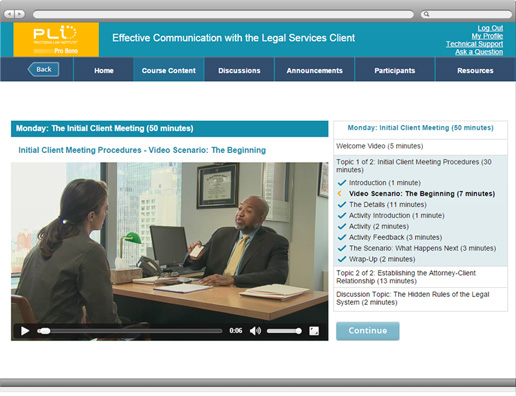 PLI
PRACTISING LAW INSTITUTE
Pro Bono
Effective Communication with the Legal Services Client
Log Out
My Profile
Technical Support
Ask a Question
Back
Home
Course Content
Discussions
Announcements
Participants
Resources
Monday: The Initial Client Meeting (50 minutes)
Initial Client Meeting Procedures - Video Scenario: The Beginning
0:06
Monday: Initial Client Meeting (50 minutes)
Welcome Video (5 minutes)
Topic 1 of 2: Initial Client Meeting Procedures (30
minutes)
Introduction (1 minute)
Video Scenario: The Beginning (7 minutes)
The Details (11 minutes)
Activity Introduction (1 minute)
Activity (2 minutes)
Activity Feedback (3 minutes)
The Scenario: What Happens Next (3 minutes)
Wrap-Up (2 minutes)
Topic 2 of 2: Establishing the Attorney-Client
Relationship (13 minutes)
Discussion Topic: The Hidden Rules of the Legal
System (2 minutes)
Continue